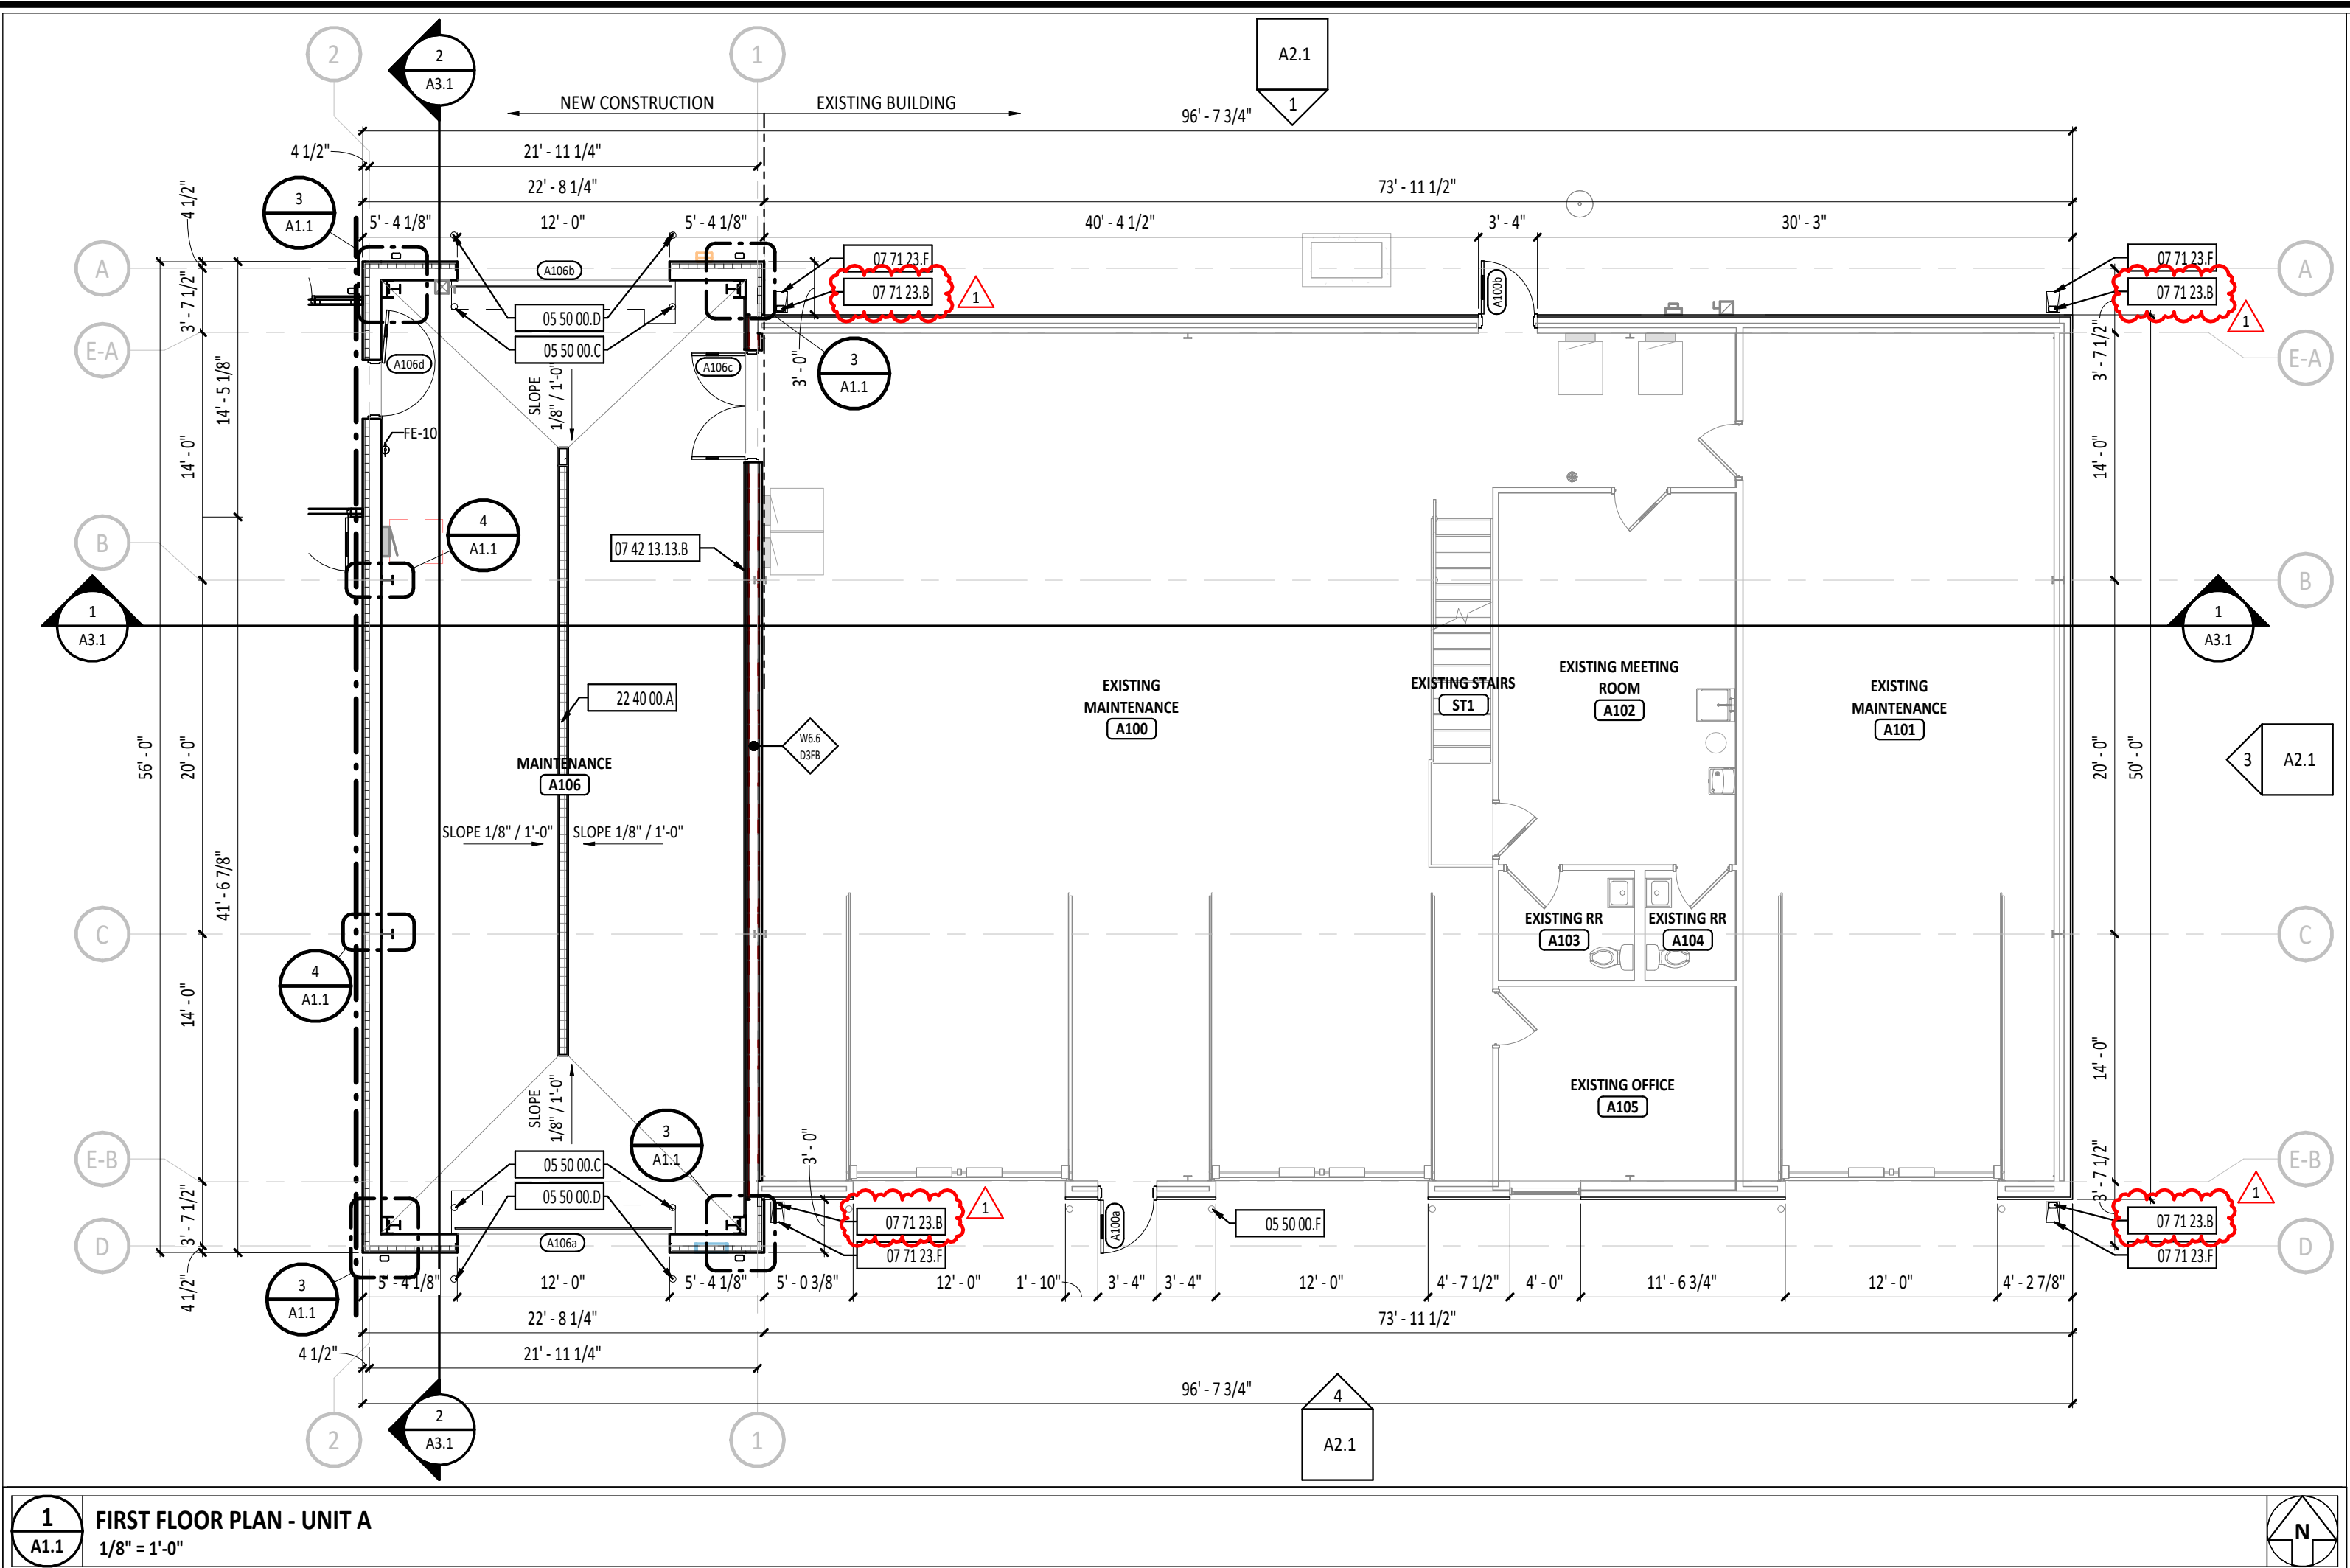 2
2
A3.1
1
A2.1
1
NEW CONSTRUCTION
EXISTING BUILDING
96' - 7 3/4"
4 1/2"
21' - 11 1/4"
22' - 8 1/4"
73' - 11 1/2"
3
A1.1
4 1/2"
5' - 4 1/8"
12' - 0"
5' - 4 1/8"
40' - 4 1/2"
3' - 4"
30' - 3"
A
A106b
07 71 23.F
07 71 23.B
1
A100b
07 71 23.F
07 71 23.B
1
A
3' - 7 1/2"
05 50 00.D
05 50 00.C
E-A
A106d
A106c
3' - 0"
3
A1.1
3' - 7 1/2"
E-A
14' - 5 1/8"
SLOPE
1/8" / 1'-0"
FE-10
14' - 0"
14' - 0"
B
4
A1.1
07 42 13.13.B
B
1
A3.1
1
A3.1
EXISTING
MAINTENANCE
A100
EXISTING STAIRS
ST1
EXISTING MEETING
ROOM
A102
EXISTING
MAINTENANCE
A101
22 40 00.A
W6.6
D3FB
56' - 0"
20' - 0"
MAINTENANCE
A106
20' - 0"
50' - 0"
3
A2.1
SLOPE 1/8" / 1'-0"
SLOPE 1/8" / 1'-0"
41' - 6 7/8"
C
EXISTING RR
A103
EXISTING RR
A104
C
4
A1.1
14' - 0"
14' - 0"
EXISTING OFFICE
A105
SLOPE
1/8" / 1'-0"
3
A1.1
3' - 0"
E-B
05 50 00.C
05 50 00.D
E-B
3' - 7 1/2"
3' - 7 1/2"
07 71 23.B
1
07 71 23.F
A100a
05 50 00.F
07 71 23.B
1
07 71 23.F
D
A106a
D
4 1/2"
3
A1.1
5' - 4 1/8"
12' - 0"
5' - 4 1/8"
5' - 0 3/8"
12' - 0"
1' - 10"
3' - 4"
3' - 4"
12' - 0"
4' - 7 1/2"
4' - 0"
11' - 6 3/4"
12' - 0"
4' - 2 7/8"
22' - 8 1/4"
73' - 11 1/2"
4 1/2"
21' - 11 1/4"
96' - 7 3/4"
2
2
A3.1
1
4
A2.1
1
A1.1
FIRST FLOOR PLAN - UNIT A
1/8" = 1'-0"
N